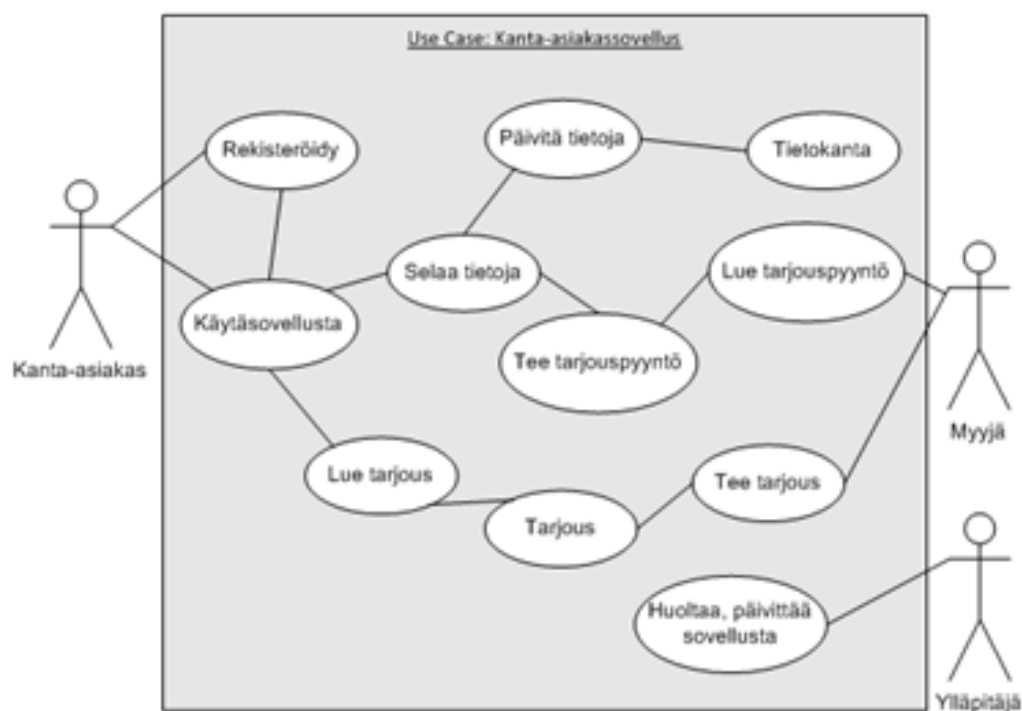 Use Case: Kanta-asiakassovellus
Rekisteröidy
Päivitä tietoja
Tietokanta
Selaa tietoja
Lue tarjouspyyntö
Käytäsovellusta
Tee tarjouspyyntö
Kanta-asiakas
Myyjä
Lue tarjous
Tee tarjous
Tarjous
Huoltaa, päivittää
sovellusta
Ylläpitäjä